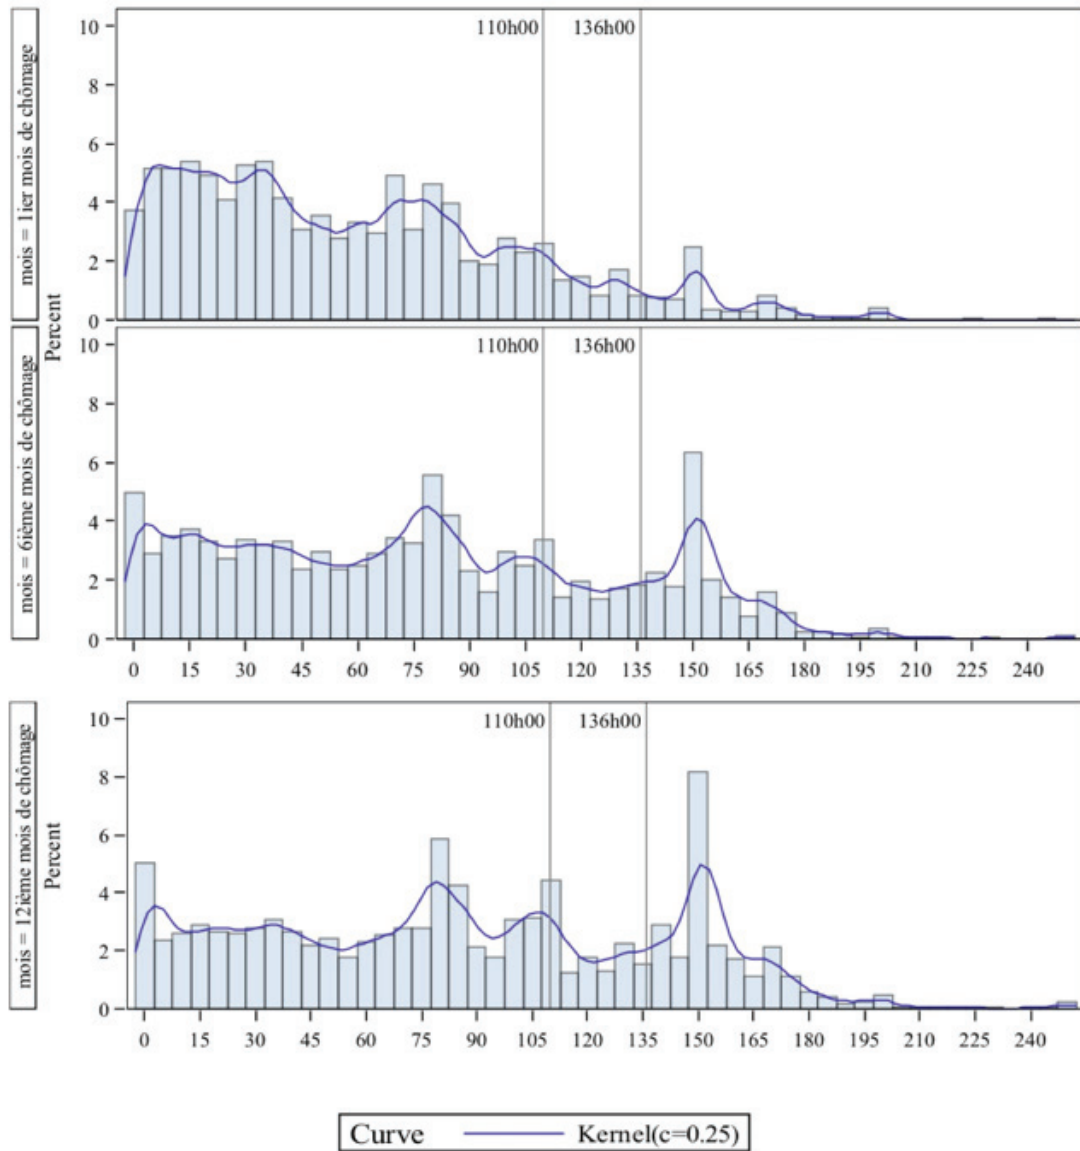 mois = 1ier mois de chômage
Percent
10
8
6
4
2
0
110h00 136h00
mois = 6ième mois de chômage
10
8
6
4
2
0
110h00 136h00
0 15 30 45 60 75 90 105 120 135 150 165 180 195 210 225 240
mois = 12ième mois de chômage
Percent
10
8
6
4
2
0
110h00 136h00
0 15 30 45 60 75 90 105 120 135 150 165 180 195 210 225 240
Curve Kernel(c=0.25)